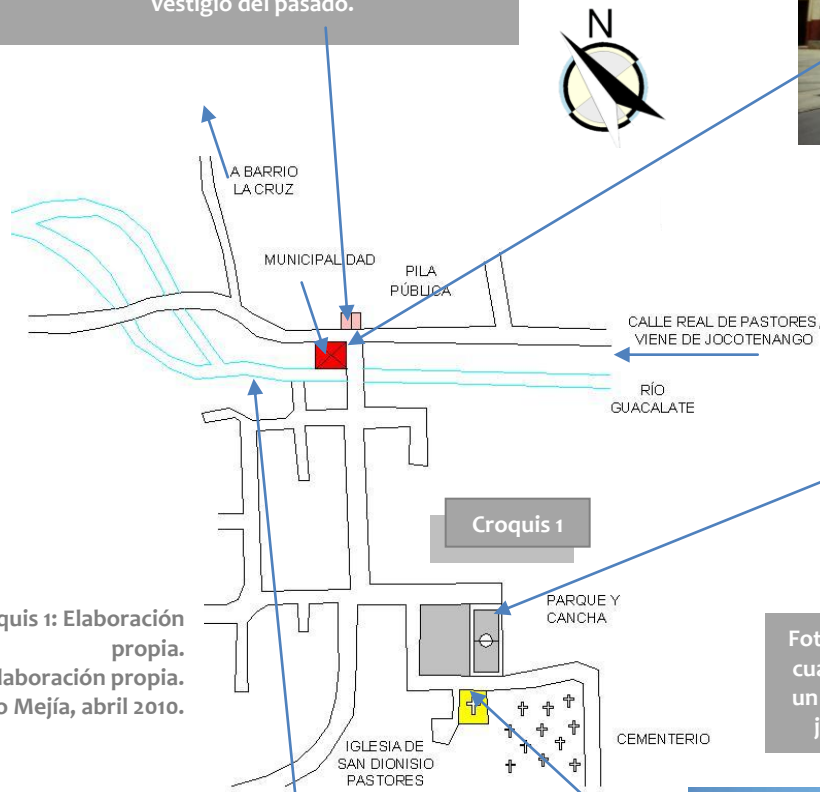 vestigio del pasado.
N
A BARRIO
LA CRUZ
MUNICIPALIDAD
PILA
PÚBLICA
CALLE REAL DE PASTORES,
VIENE DE JOCOTENANGO
RÍO
GUACALATE
Croquis 1
PARQUE Y
CANCHA
quis 1: Elaboración
propia.
laboración propia.
o Mejía, abril 2010.
Fot
cua
un
j
IGLESIA DE
SAN DIONISIO
PASTORES
CEMENTERIO